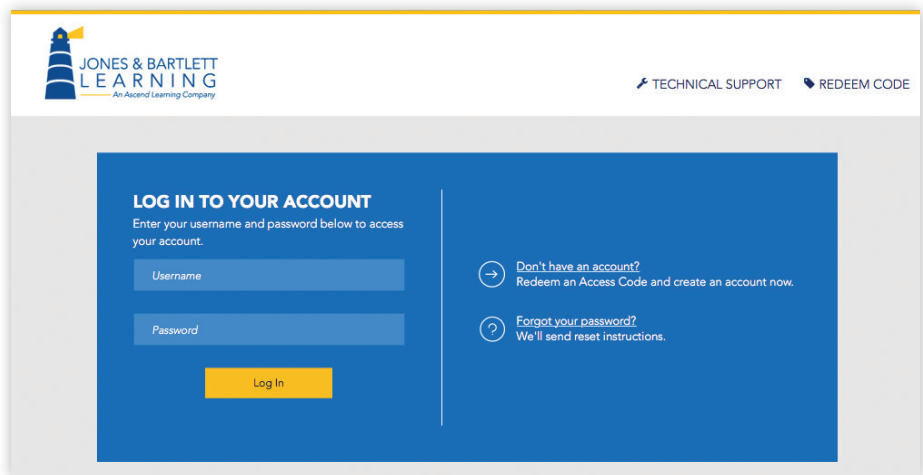 JONES & BARTLETT
LEARNING
An Ascend Learning Company
TECHNICAL SUPPORT
REDEEM CODE
LOG IN TO YOUR ACCOUNT
Enter your username and password below to access
your account.
Username
Password
Log In
Don't have an account?
Redeem an Access Code and create an account now.
?
Forgot your password?
We'll send reset instructions.